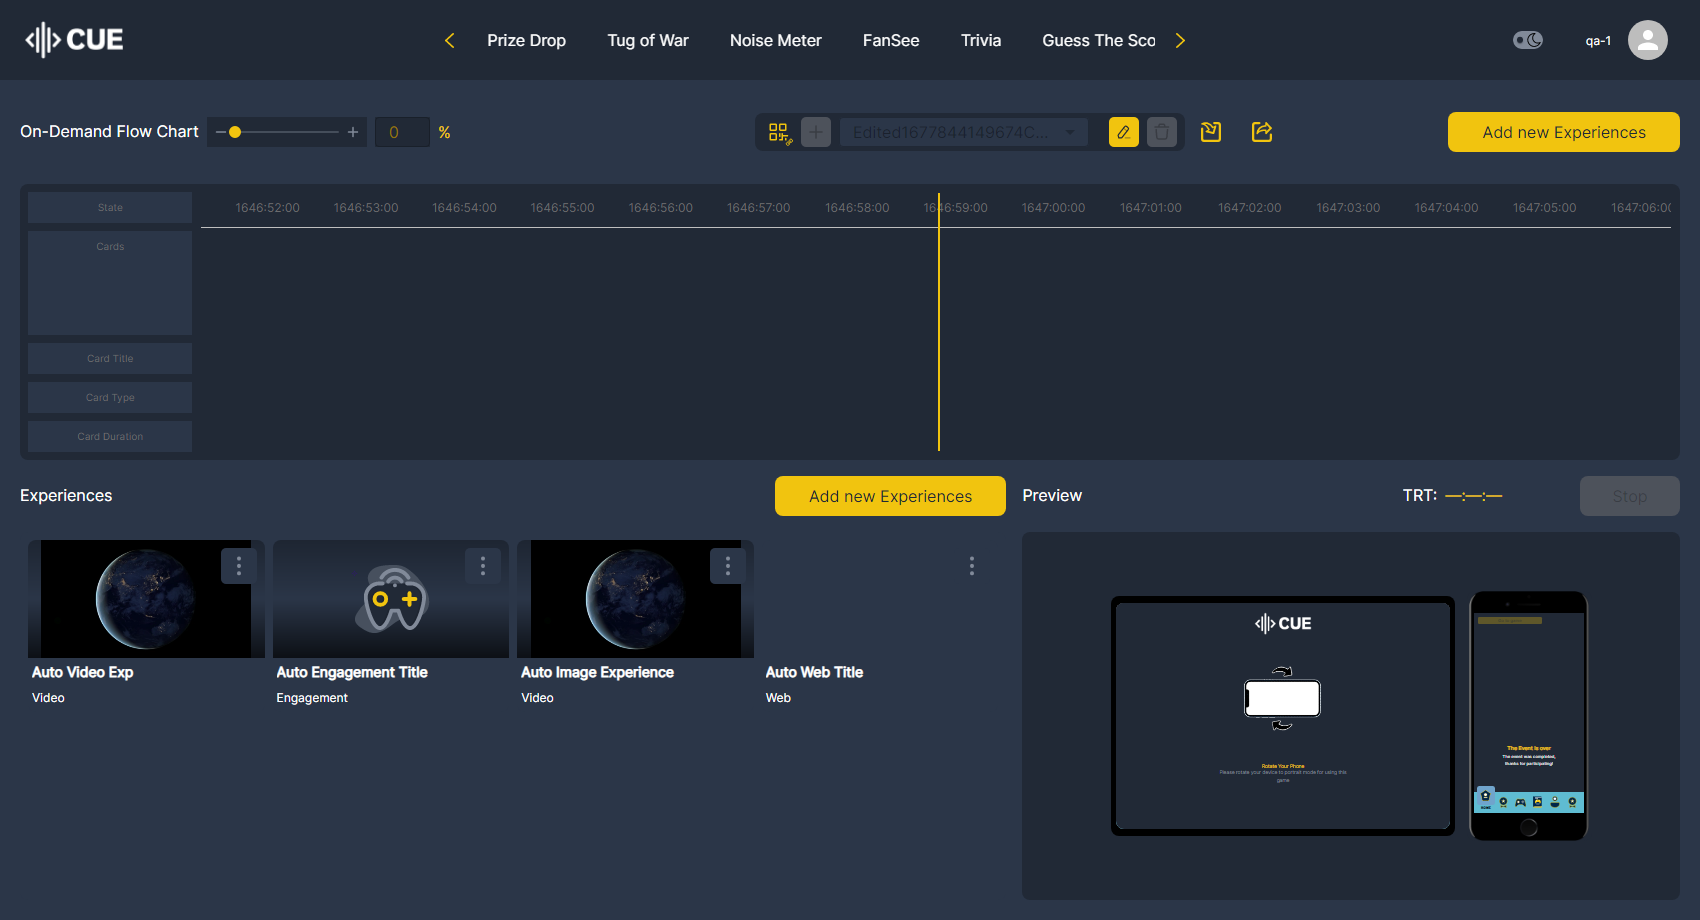 CUE
Prize Drop Tug of War Noise Meter FanSee Trivia Guess The Sco
qa-1
On-Demand Flow Chart 0 %
Edited1677844149674C...
Add new Experiences
State 1646:52:00 1646:53:00 1646:54:00 1646:55:00 1646:56:00 1646:57:00 1646:58:00 1646:59:00 1647:00:00 1647:01:00 1647:02:00 1647:03:00 1647:04:00 1647:05:00 1647:06:00
Cards
Card Title
Card Type
Card Duration
Experiences
Add new Experiences
Preview
TRT: —:—:—
Stop
Auto Video Exp
Video
Auto Engagement Title
Engagement
Auto Image Experience
Video
Auto Web Title
Web
CUE
Rotate Your Phone
Please rotate your device to portrait mode for using this
game
The Event is over
The event was completed,
thanks for participating!
HOME